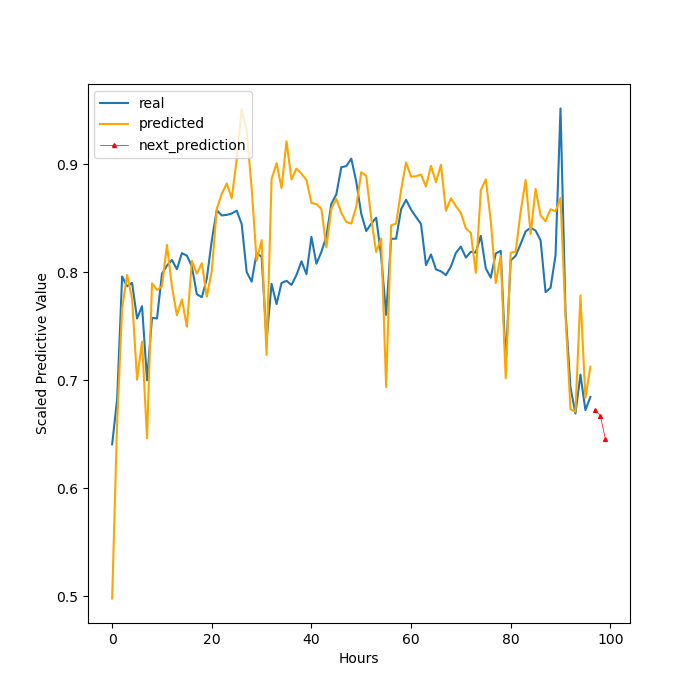 real
predicted
next_prediction
0.9
0.8
0.7
0.6
0.5
Scaled Predictive Value
0 20 40 60 80 100
Hours